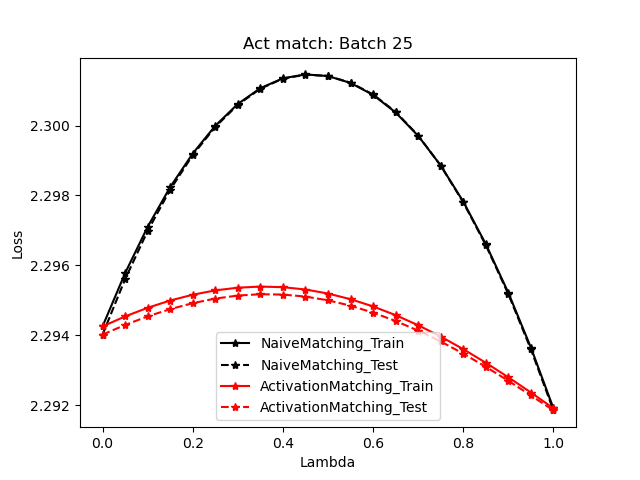 Act match: Batch 25
Loss
2.300
2.298
2.296
2.294
2.292
NaiveMatching_Train
NaiveMatching_Test
ActivationMatching_Train
ActivationMatching_Test
0.0 0.2 0.4 0.6 0.8 1.0
Lambda